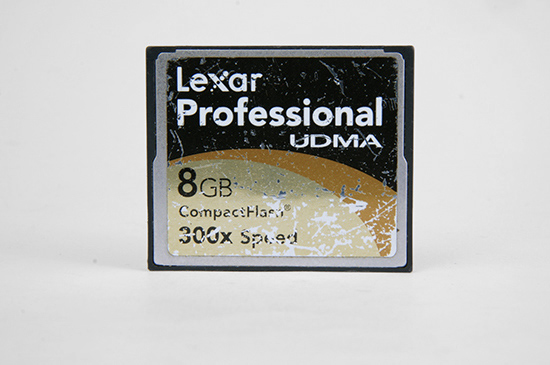 Lexar
Professional
UDMA
8GB
CompactFlash®
300x Speed